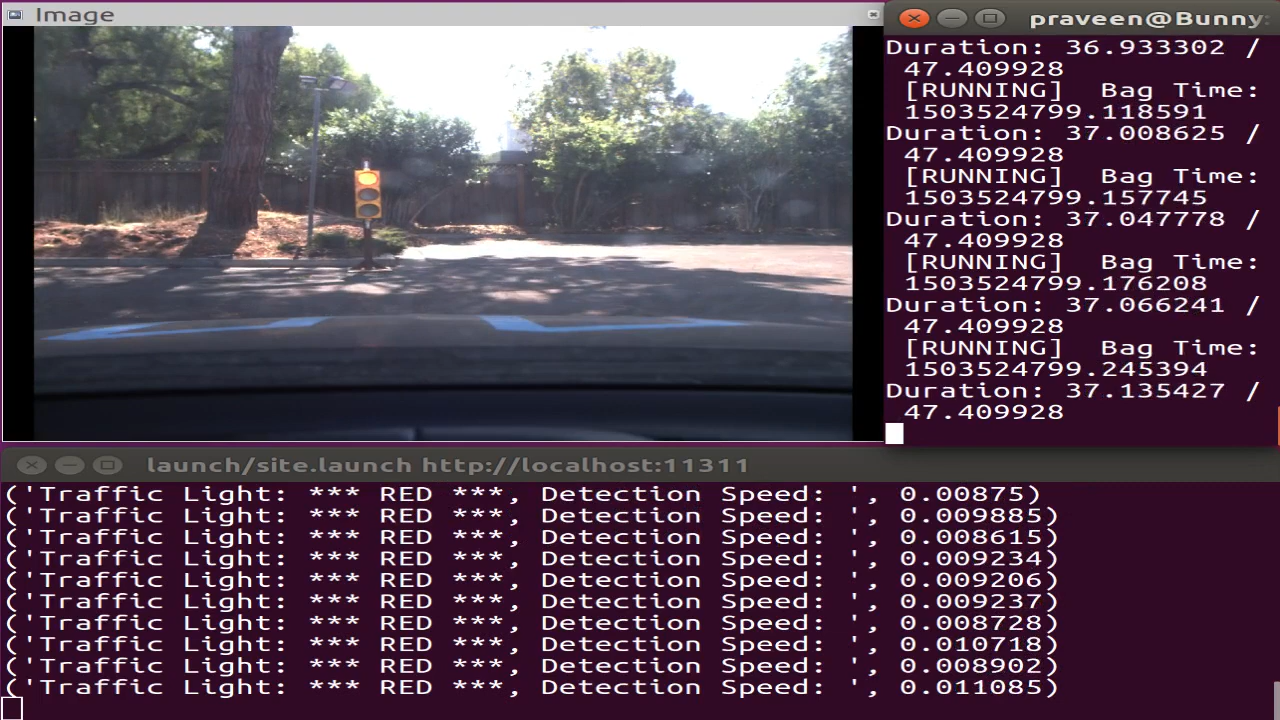 Image
praveen@Bunny:
Duration: 36.933302 /
47.409928
[RUNNING] Bag Time:
1503524799.118591
Duration: 37.008625 /
47.409928
[RUNNING] Bag Time:
1503524799.157745
Duration: 37.047778 /
47.409928
[RUNNING] Bag Time:
1503524799.176208
Duration: 37.066241 /
47.409928
[RUNNING] Bag Time:
1503524799.245394
Duration: 37.135427 /
47.409928
launch/site.launch http://localhost:11311
('Traffic Light: *** RED ***, Detection Speed: ', 0.00875)
('Traffic Light: *** RED ***, Detection Speed: ', 0.009885)
('Traffic Light: *** RED ***, Detection Speed: ', 0.008615)
('Traffic Light: *** RED ***, Detection Speed: ', 0.009234)
('Traffic Light: *** RED ***, Detection Speed: ', 0.009206)
('Traffic Light: *** RED ***, Detection Speed: ', 0.009237)
('Traffic Light: *** RED ***, Detection Speed: ', 0.008728)
('Traffic Light: *** RED ***, Detection Speed: ', 0.010718)
('Traffic Light: *** RED ***, Detection Speed: ', 0.008902)
('Traffic Light: *** RED ***, Detection Speed: ', 0.011085)